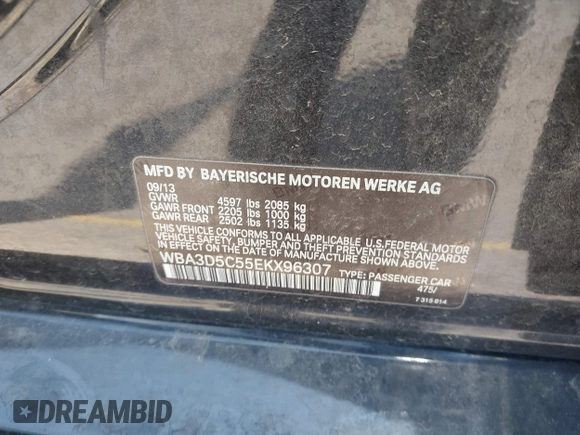 MFD BY BAYERISCHE MOTOREN WERKE AG
09/13
GVWR 4597 lbs 2085 kg
GAWR FRONT 2205 lbs 1000 kg
GAWR REAR 2502 lbs 1135 kg
THIS VEHICLE CONFORMS TO ALL APPLICABLE U.S.FEDERAL MOTOR
VEHICLE SAFETY, BUMPER, AND THEFT PREVENTION STANDARDS
IN EFFECT ON THE DATE OF MANUFACTURE SHOWN ABOVE.
WBA3D5C55EKX96307 TYPE: PASSENGER CAR
475/
7 315 614
DREAMBID